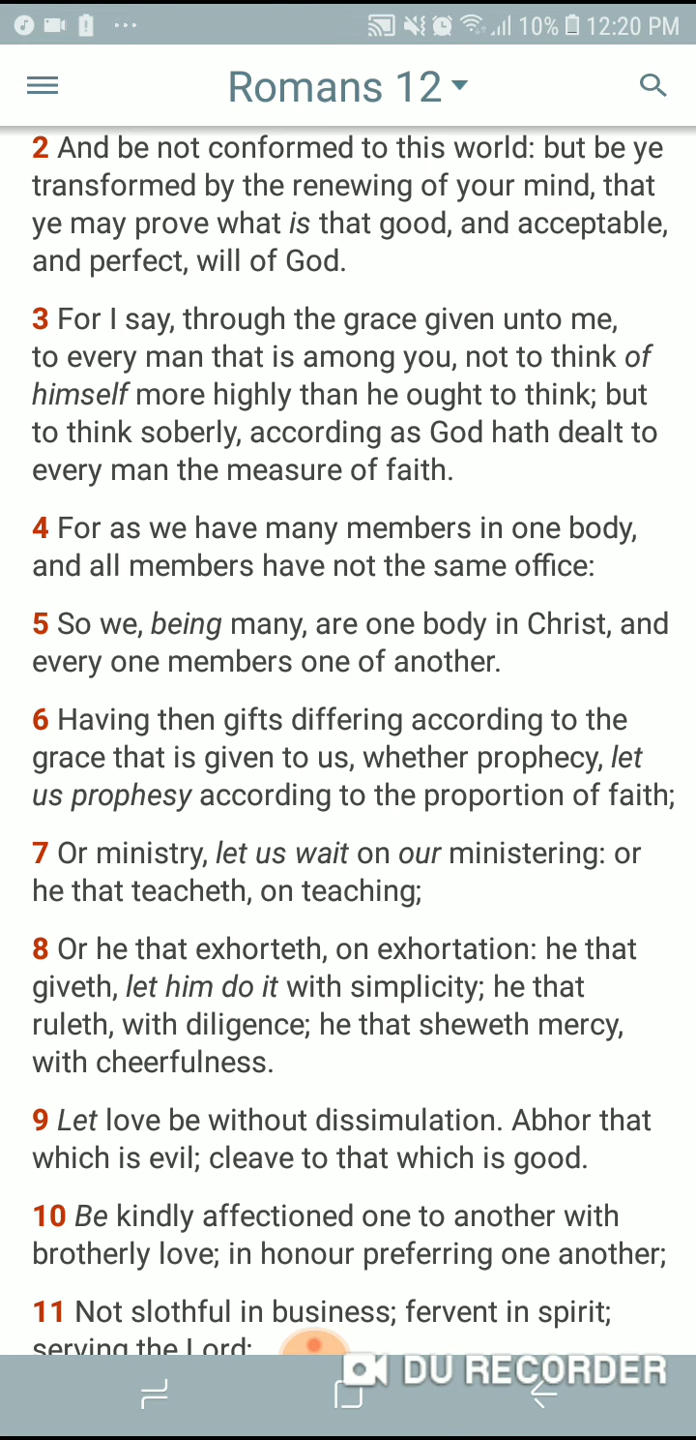 10% 12:20 PM
Romans 12
2 And be not conformed to this world: but be ye
transformed by the renewing of your mind, that
ye may prove what is that good, and acceptable,
and perfect, will of God.
3 For I say, through the grace given unto me,
to every man that is among you, not to think of
himself more highly than he ought to think; but
to think soberly, according as God hath dealt to
every man the measure of faith.
4 For as we have many members in one body,
and all members have not the same office:
5 So we, being many, are one body in Christ, and
every one members one of another.
6 Having then gifts differing according to the
grace that is given to us, whether prophecy, let
us prophesy according to the proportion of faith;
7 Or ministry, let us wait on our ministering: or
he that teacheth, on teaching;
8 Or he that exhorteth, on exhortation: he that
giveth, let him do it with simplicity; he that
ruleth, with diligence; he that sheweth mercy,
with cheerfulness.
9 Let love be without dissimulation. Abhor that
which is evil; cleave to that which is good.
10 Be kindly affectioned one to another with
brotherly love; in honour preferring one another;
11 Not slothful in business; fervent in spirit;
serving the Lord;
DU RECORDER